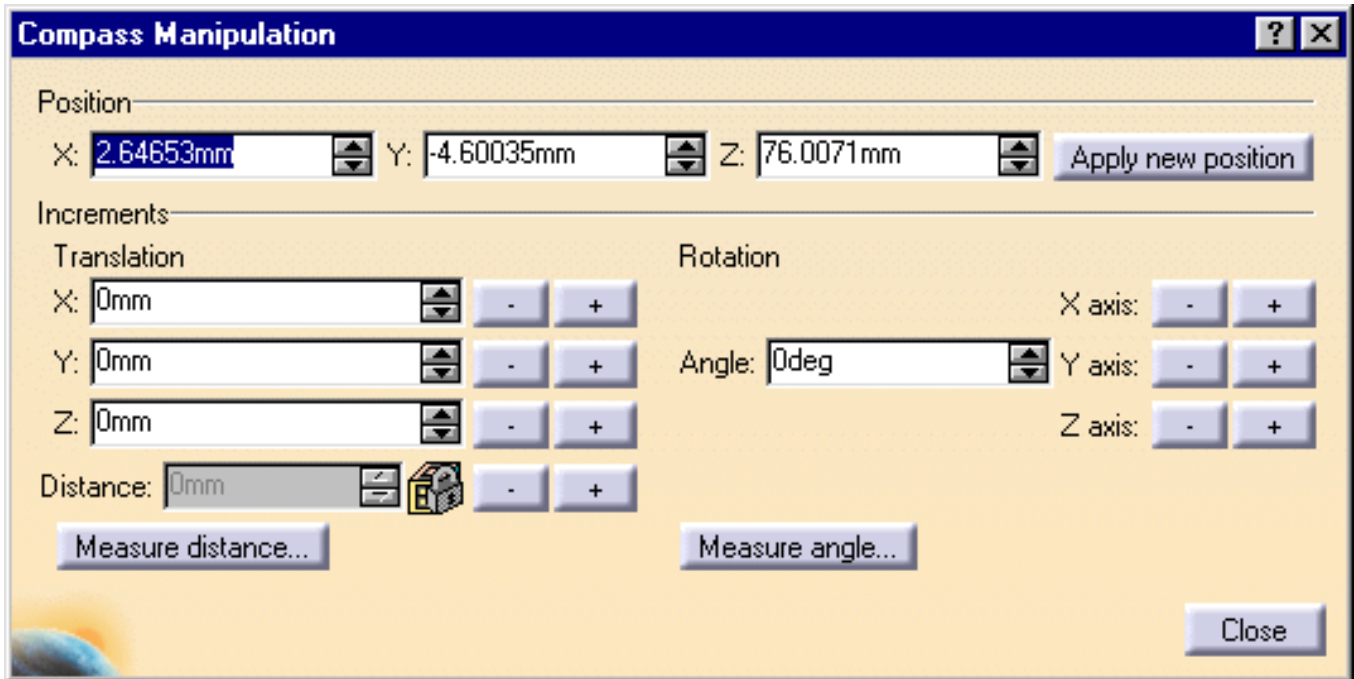 Compass Manipulation ? X
Position
X: 2.64653mm Y: -4.60035mm Z: 76.0071mm Apply new position
Increments
Translation Rotation
X: 0mm - + X axis: - +
Y: 0mm - + Angle: 0deg Y axis: - +
Z: 0mm - + Z axis: - +
Distance: 0mm - +
Measure distance... Measure angle...
Close